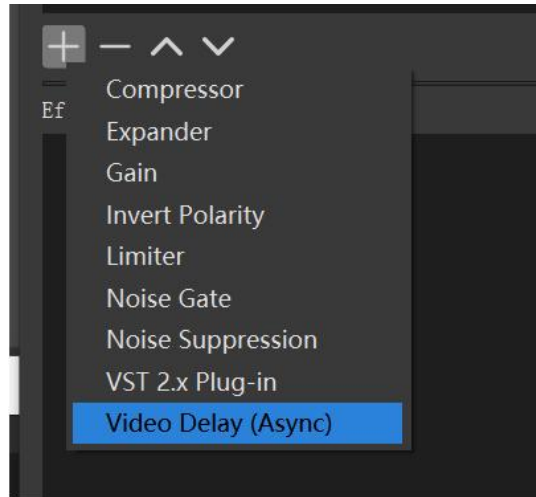 Compressor
Ef
Expander
Gain
Invert Polarity
Limiter
Noise Gate
Noise Suppression
VST 2.x Plug-in
Video Delay (Async)